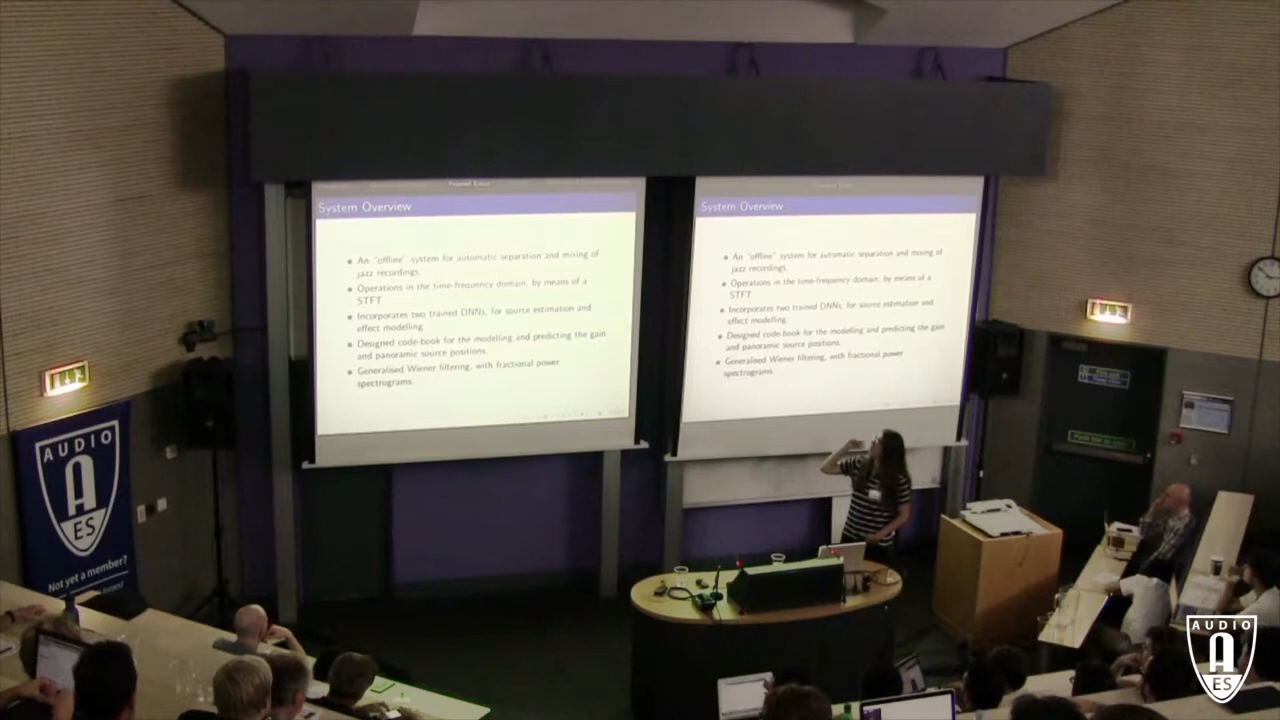 System Overview
An "offline" system for automatic separation and mixing of
jazz recordings.
Operations in the time-frequency domain, by means of a
STFT
Incorporates two trained DNNs, for source estimation and
effect modelling.
Designed code-book for the modelling and predicting the gain
and panoramic source positions.
Generalised Wiener filtering, with fractional power
spectrograms.
System Overview
An "offline" system for automatic separation and mixing of
jazz recordings.
Operations in the time-frequency domain, by means of a
STFT
Incorporates two trained DNNs, for source estimation and
effect modelling.
Designed code-book for the modelling and predicting the gain
and panoramic source positions.
Generalised Wiener filtering, with fractional power
spectrograms.
AUDIO
A
ES
Not yet a member?
AUDIO
A
ES